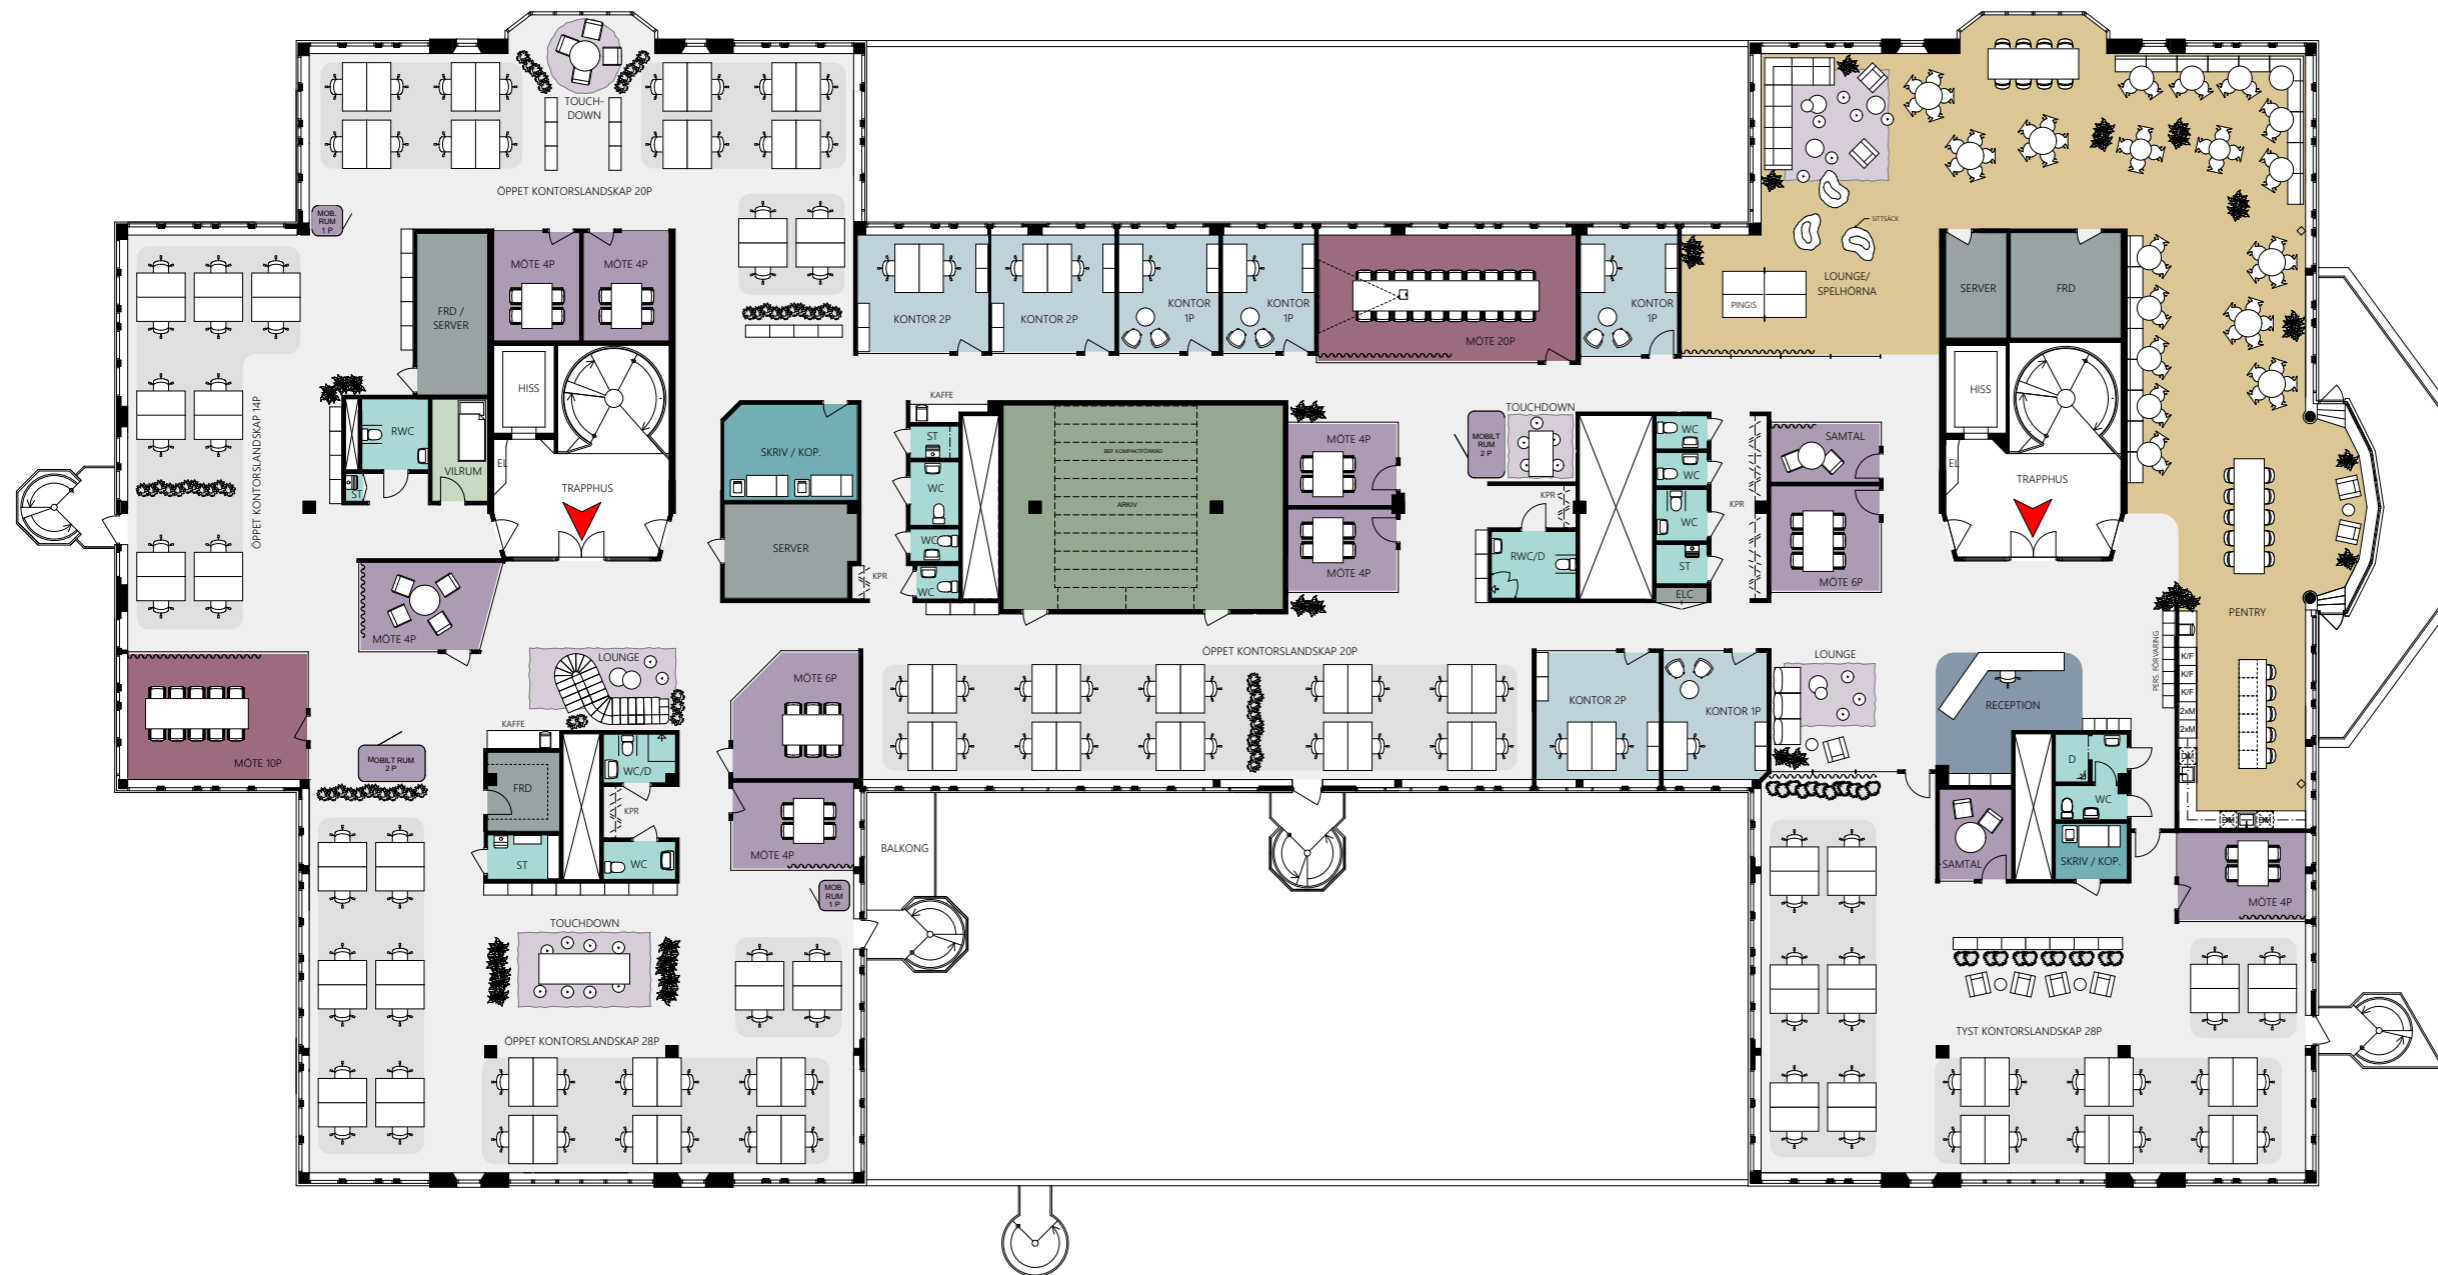 TOUCH-
DOWN
ÖPPET KONTORSLANDSKAP 20P
MOB.
RUM
1 P
SITTSÄCK
MÖTE 4P
MÖTE 4P
FRD /
SERVER
LOUNGE/
SPELHÖRNA
SERVER
FRD
KONTOR 2P
KONTOR 2P
KONTOR
1P
KONTOR
1P
MÖTE 20P
KONTOR
1P
PINGIS
HISS
HISS
ÖPPET KONTORSLANDSKAP 14P
KAFFE
TOUCHDOWN
RWC
VILRUM
EL
ST
TRAPPHUS
SKRIV / KOP.
SERVER
KPR
ST
WC
WC
WC
BEF KOMPAKTFÖRRÅD
ARKIV
MÖTE 4P
MÖTE 4P
MOBILT
RUM
2 P
KPR
RWC/D
WC
WC
WC
ST
ELC
KPR
SAMTAL
MÖTE 6P
EL
TRAPPHUS
MÖTE 4P
PENTRY
PERS. FÖRVARING
LOUNGE
MÖTE 6P
ÖPPET KONTORSLANDSKAP 20P
KONTOR 2P
KONTOR 1P
LOUNGE
RECEPTION
K/F
K/F
K/F
2xM
2xM
DM
DM
DM
MÖTE 10P
MOBILT RUM
2 P
KAFFE
FRD
WC/D
KPR
ST
WC
MÖTE 4P
BALKONG
MOB.
RUM
1 P
D
WC
SAMTAL
SKRIV / KOP.
MÖTE 4P
TOUCHDOWN
ÖPPET KONTORSLANDSKAP 28P
TYST KONTORSLANDSKAP 28P